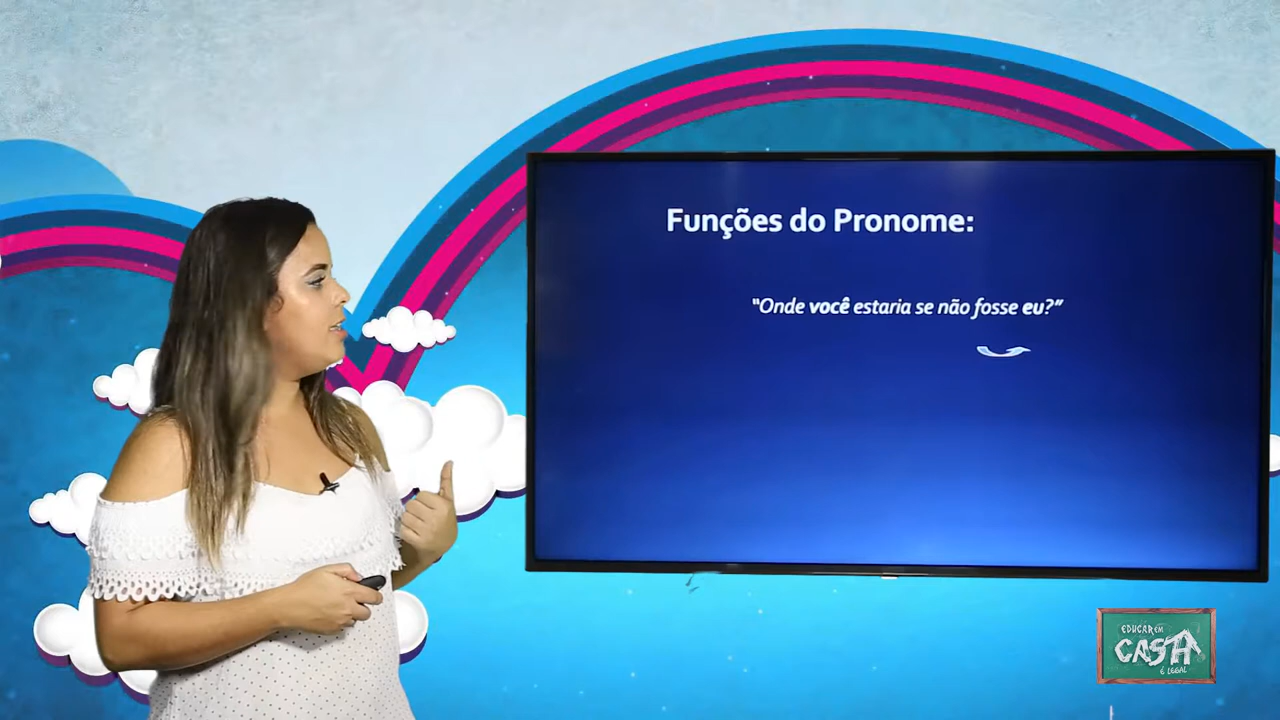 Funções do Pronome:
"Onde você estaria se não fosse eu?"
EDUCAR EM
CASA
É LEGAL